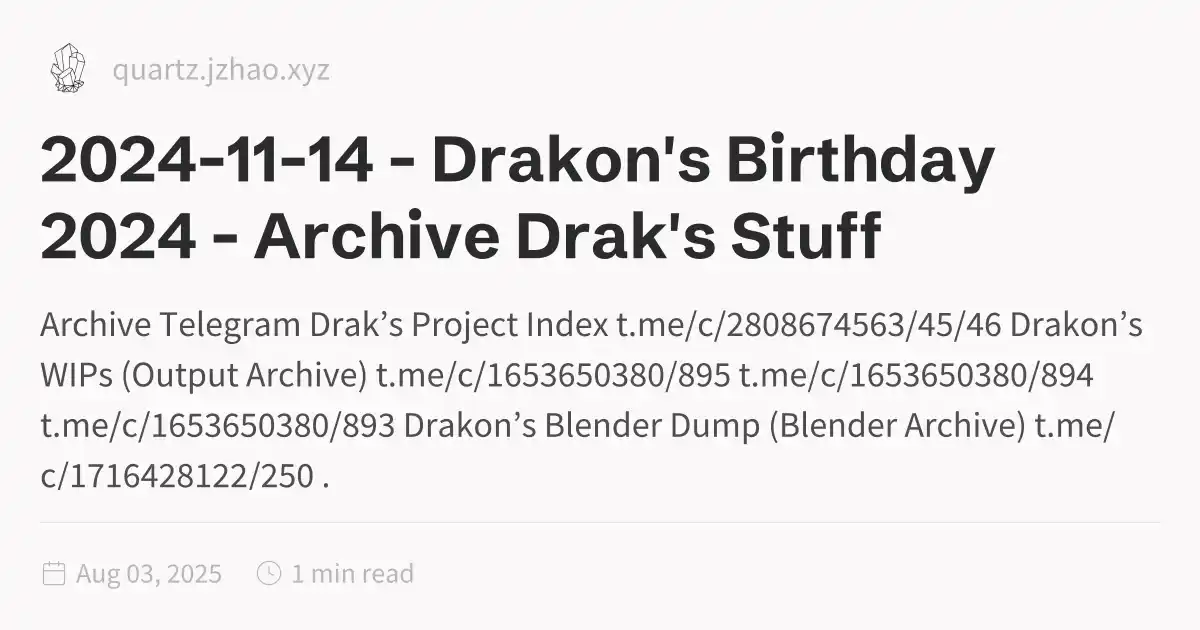 quartz.jzhao.xyz
2024-11-14 - Drakon's Birthday
2024 - Archive Drak's Stuff
Archive Telegram Drak’s Project Index t.me/c/2808674563/45/46 Drakon’s
WIPs (Output Archive) t.me/c/1653650380/895 t.me/c/1653650380/894
t.me/c/1653650380/893 Drakon’s Blender Dump (Blender Archive) t.me/
c/1716428122/250 .
Aug 03, 2025 1 min read